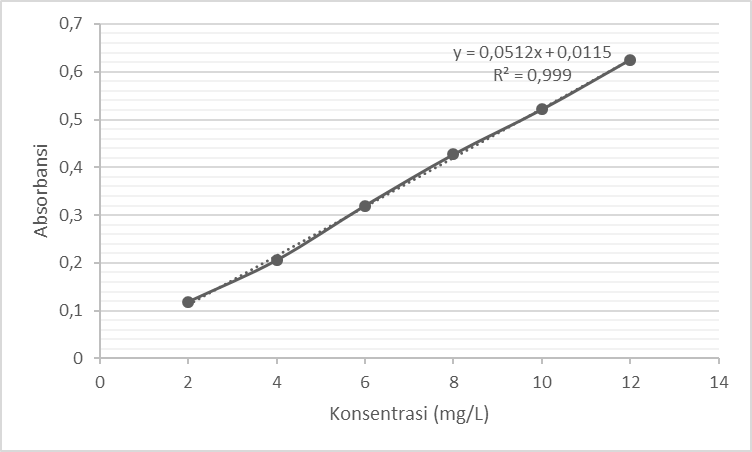 0,7
0,6
0,5
0,4
0,3
0,2
0,1
0
Absorbansi
y = 0,0512x + 0,0115
R² = 0,999
0 2 4 6 8 10 12 14
Konsentrasi (mg/L)